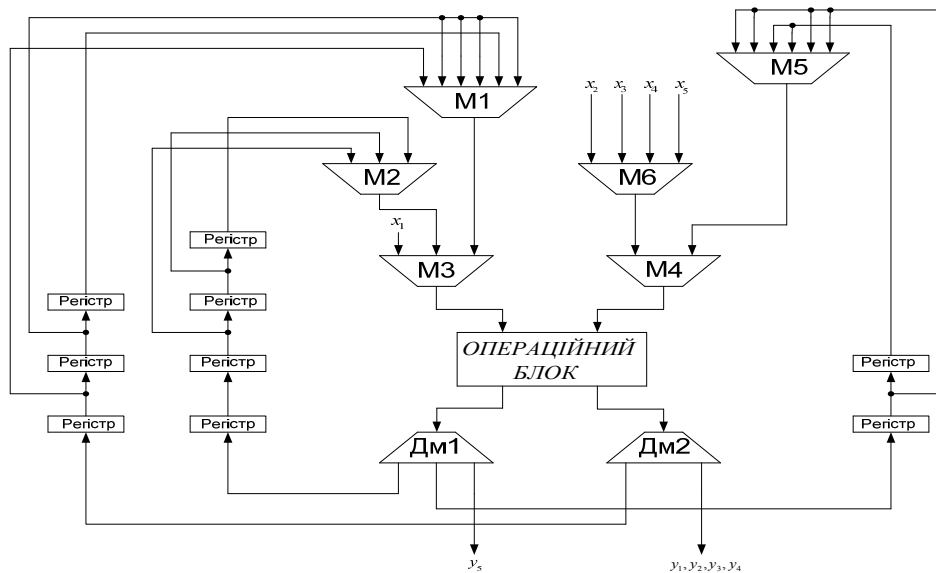 M1
M5
x₂ x₃ x₄ x₅
M2
M6
x₁
Регістр
M3
M4
Регістр Регістр
ОПЕРАЦІЙНИЙ
БЛОК
Регістр Регістр Регістр
Регістр Регістр Регістр
Дм1
Дм2
y₅
y₁, y₂, y₃, y₄